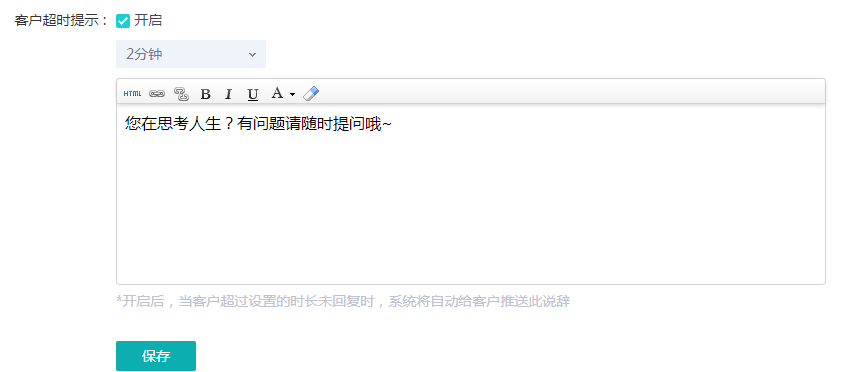 客户超时提示： 开启
2分钟
HTML B I U A
您在思考人生？有问题请随时提问哦~
*开启后，当客户超过设置的时长未回复时，系统将自动给客户推送此说辞
保存